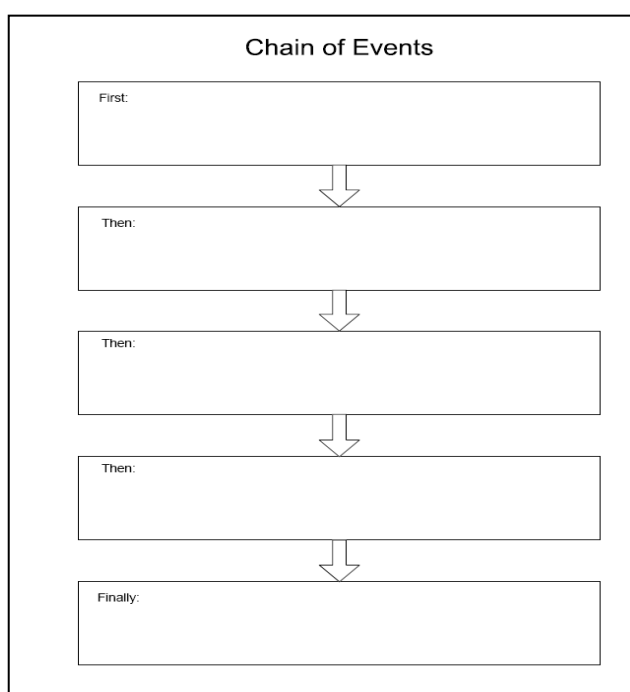 Chain of Events
First:
Then:
Then:
Then:
Finally: